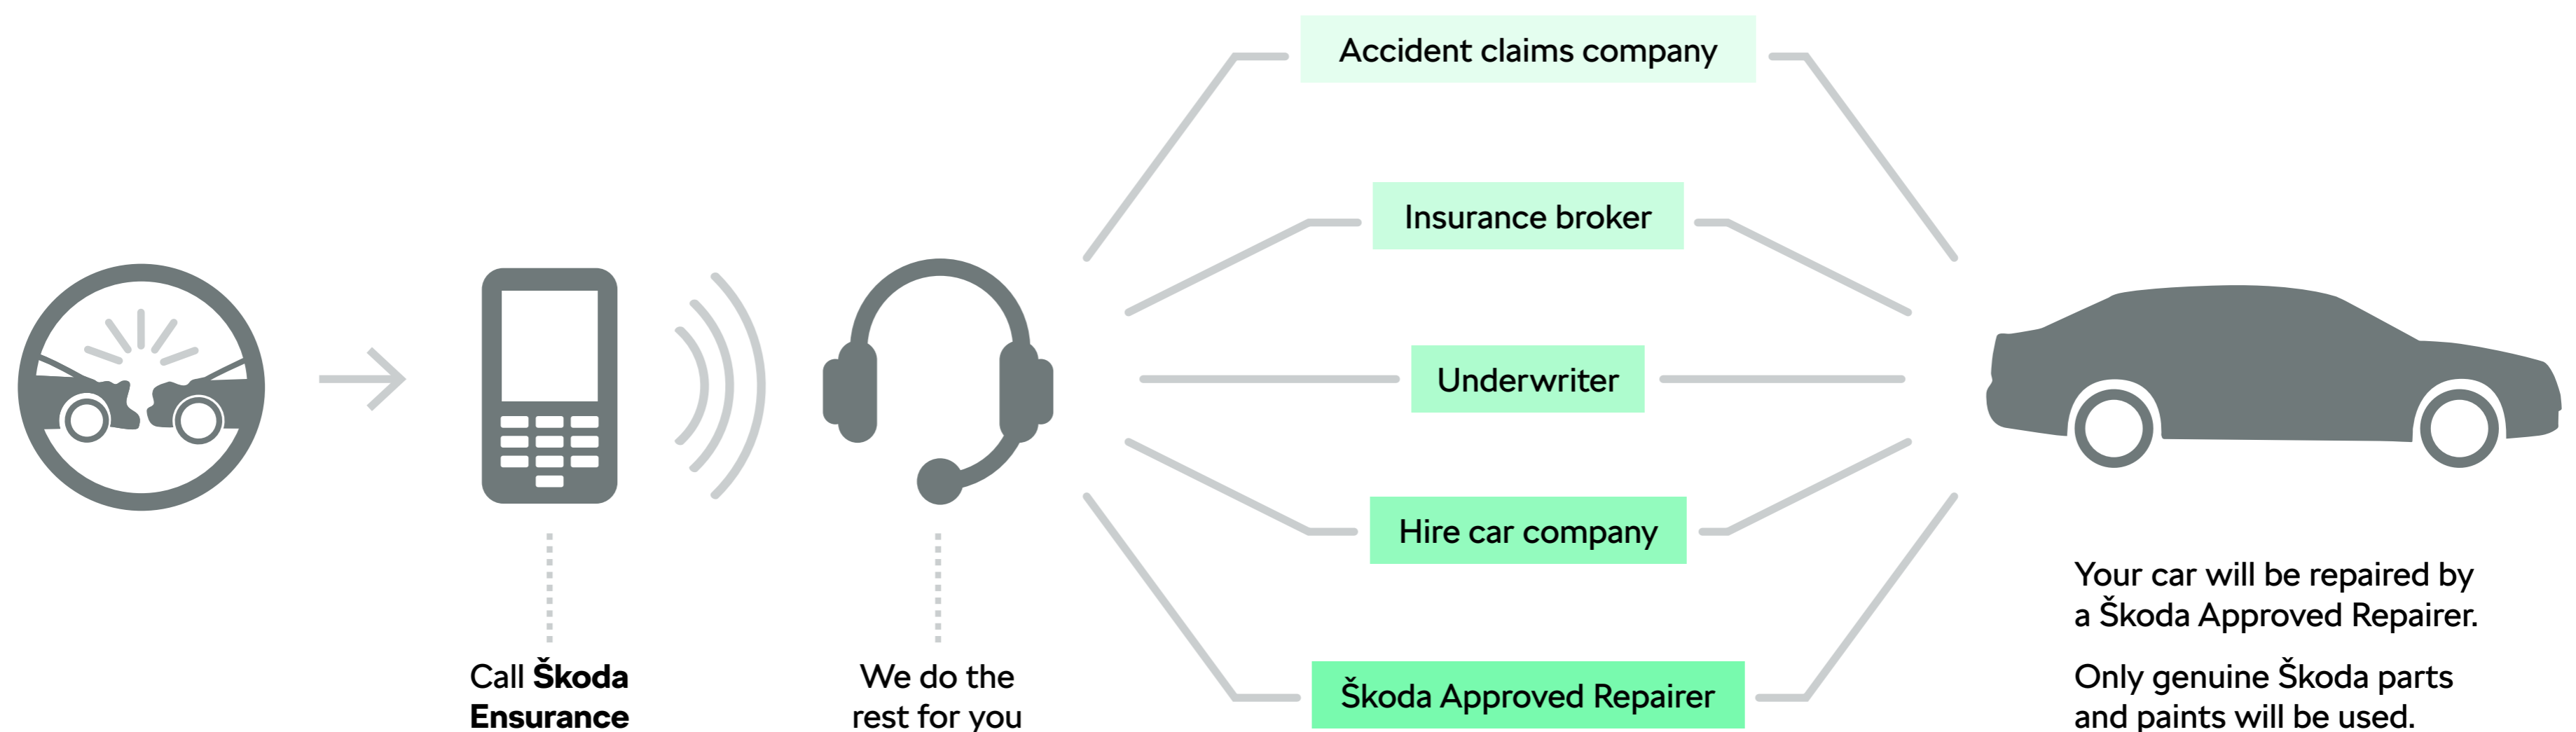 Accident claims company
Insurance broker
Underwriter
Hire car company
Škoda Approved Repairer
Call Škoda
Ensurance
We do the
rest for you
Your car will be repaired by
a Škoda Approved Repairer.
Only genuine Škoda parts
and paints will be used.